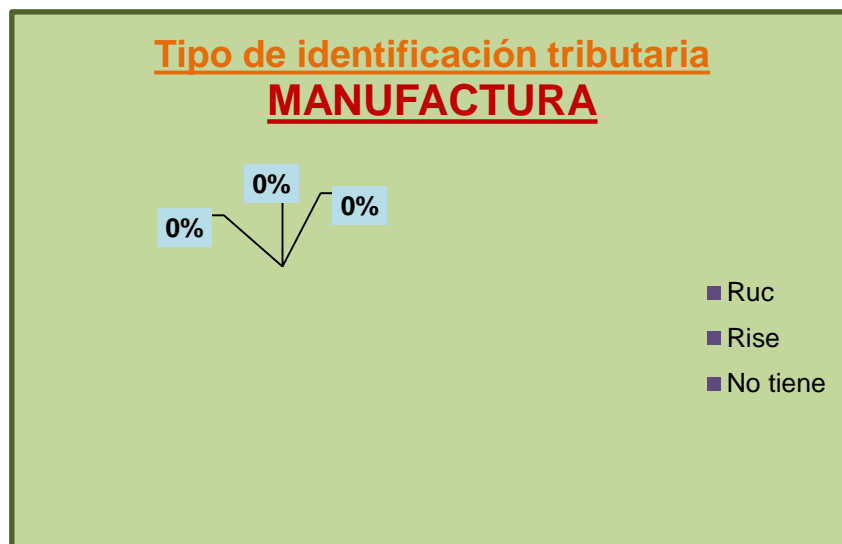 Tipo de identificación tributaria
MANUFACTURA
0%
0%
0%
Ruc
Rise
No tiene